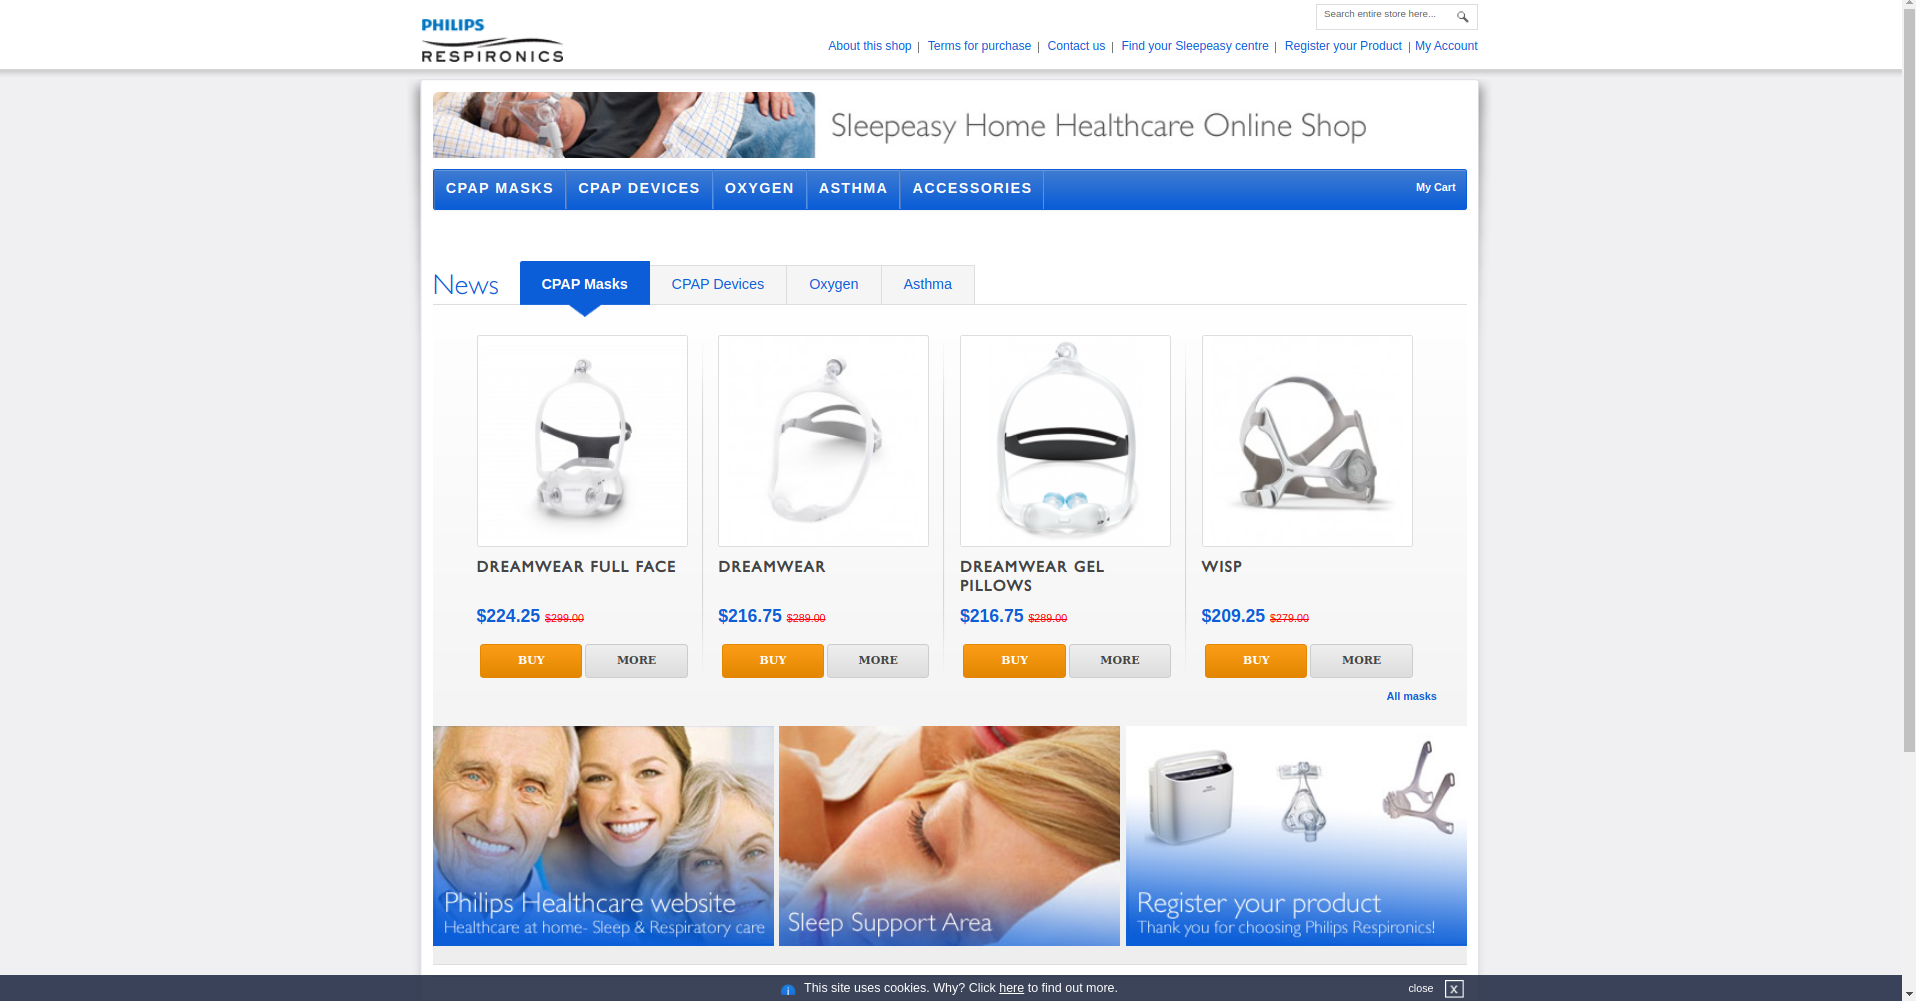 PHILIPS
RESPIRONICS
Search entire store here...
About this shop | Terms for purchase | Contact us | Find your Sleepeasy centre | Register your Product | My Account
Sleepeasy Home Healthcare Online Shop
CPAP MASKS CPAP DEVICES OXYGEN ASTHMA ACCESSORIES My Cart
News CPAP Masks CPAP Devices Oxygen Asthma
DREAMWEAR FULL FACE
$224.25 $299.00
BUY MORE
DREAMWEAR
$216.75 $289.00
BUY MORE
DREAMWEAR GEL
PILLOWS
$216.75 $289.00
BUY MORE
WISP
$209.25 $279.00
BUY MORE
All masks
Philips Healthcare website
Healthcare at home- Sleep & Respiratory care
Sleep Support Area
Register your product
Thank you for choosing Philips Respironics!
i This site uses cookies. Why? Click here to find out more.
close X